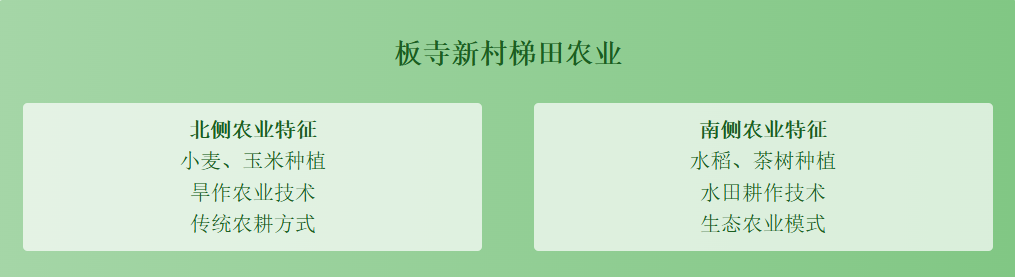 板寺新村梯田农业
北侧农业特征
小麦、玉米种植
旱作农业技术
传统农耕方式
南侧农业特征
水稻、茶树种植
水田耕作技术
生态农业模式